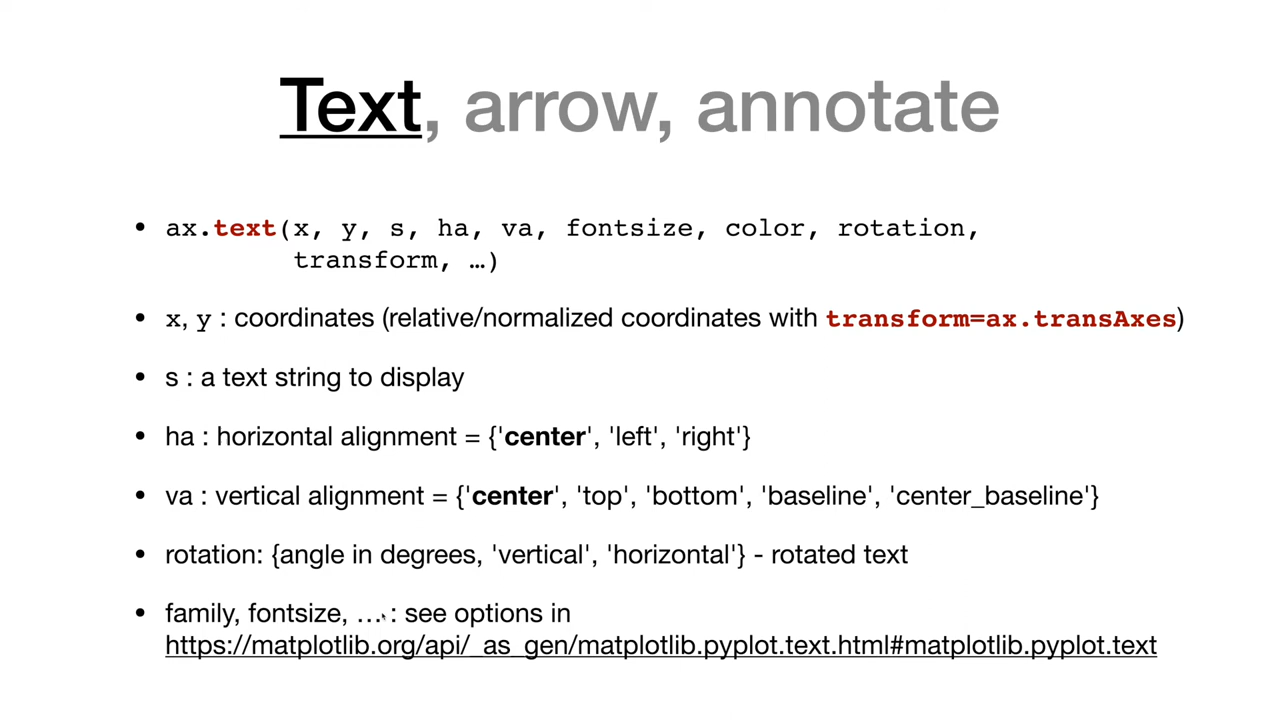 Text, arrow, annotate
• ax.text(x, y, s, ha, va, fontsize, color, rotation,
transform, …)
• x, y : coordinates (relative/normalized coordinates with transform=ax.transAxes)
• s : a text string to display
• ha : horizontal alignment = {'center', 'left', 'right'}
• va : vertical alignment = {'center', 'top', 'bottom', 'baseline', 'center_baseline'}
• rotation: {angle in degrees, 'vertical', 'horizontal'} - rotated text
• family, fontsize, … : see options in
https://matplotlib.org/api/_as_gen/matplotlib.pyplot.text.html#matplotlib.pyplot.text